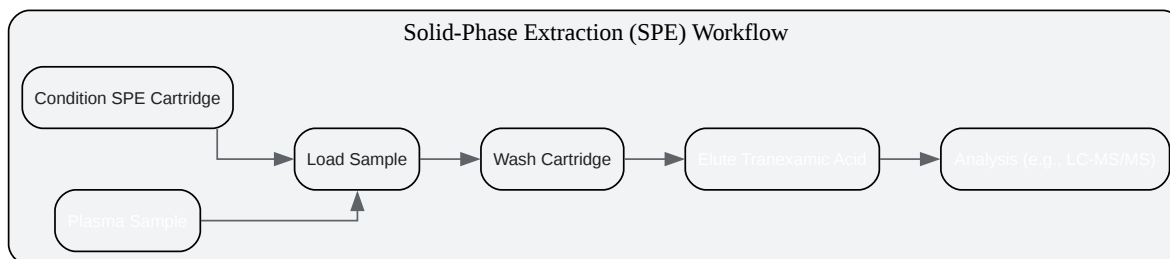 Solid-Phase Extraction (SPE) Workflow
Condition SPE Cartridge
Load Sample
Wash Cartridge
Elute Tranexamic Acid
Analysis (e.g., LC-MS/MS)
Plasma Sample